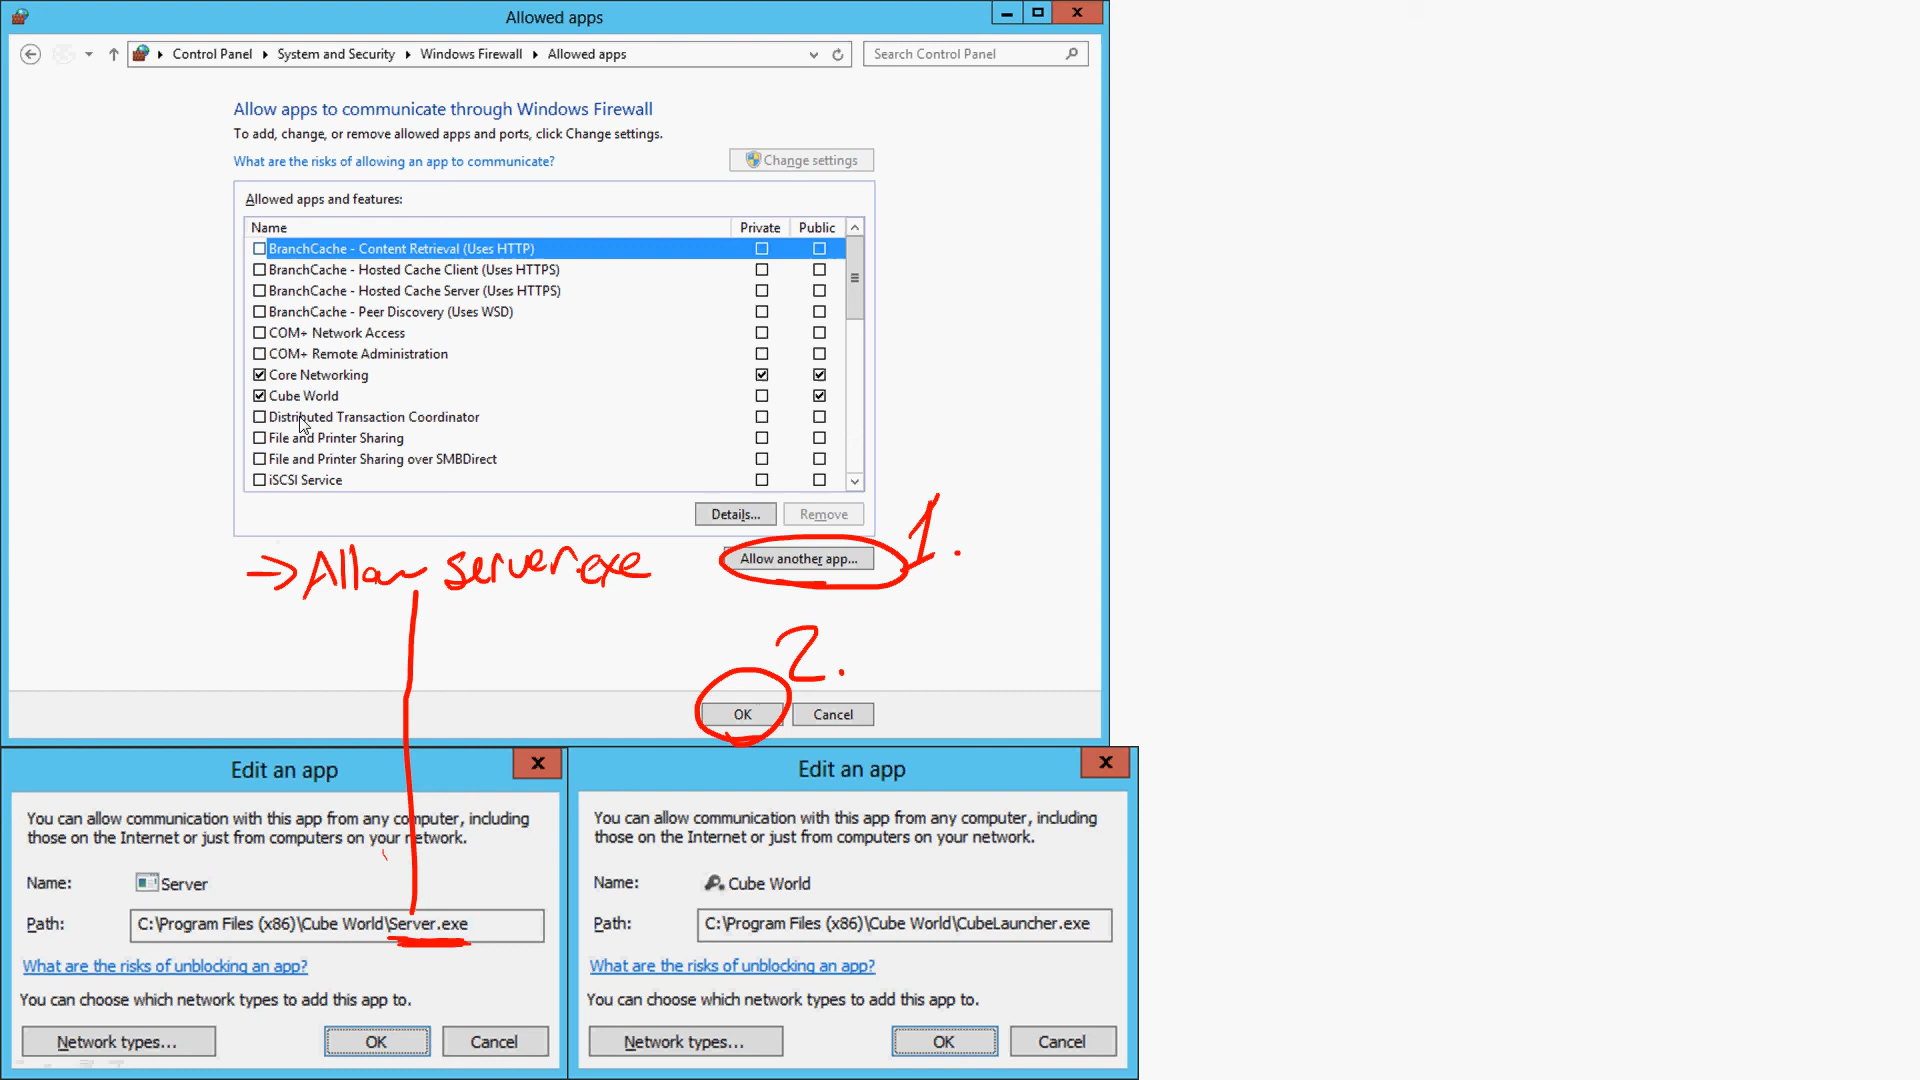 Allowed apps
Control Panel System and Security Windows Firewall Allowed apps
Search Control Panel
Allow apps to communicate through Windows Firewall
To add, change, or remove allowed apps and ports, click Change settings.
What are the risks of allowing an app to communicate?
Change settings
Allowed apps and features:
Name Private Public
BranchCache - Content Retrieval (Uses HTTP)
BranchCache - Hosted Cache Client (Uses HTTPS)
BranchCache - Hosted Cache Server (Uses HTTPS)
BranchCache - Peer Discovery (Uses WSD)
COM+ Network Access
COM+ Remote Administration
Core Networking
Cube World
Distributed Transaction Coordinator
File and Printer Sharing
File and Printer Sharing over SMBDirect
iSCSI Service
Details... Remove
→Allow server.exe
Allow another app...
1.
2.
OK Cancel
Edit an app
You can allow communication with this app from any computer, including
those on the Internet or just from computers on your network.
Name: Server
Path: C:\Program Files (x86)\Cube World\Server.exe
What are the risks of unblocking an app?
You can choose which network types to add this app to.
Network types... OK Cancel
Edit an app
You can allow communication with this app from any computer, including
those on the Internet or just from computers on your network.
Name: Cube World
Path: C:\Program Files (x86)\Cube World\CubeLauncher.exe
What are the risks of unblocking an app?
You can choose which network types to add this app to.
Network types... OK Cancel